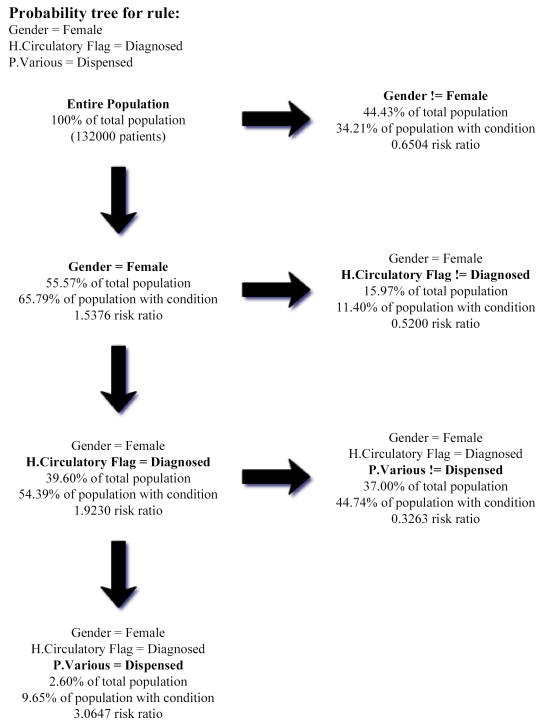 Probability tree for rule:
Gender = Female
H.Circulatory Flag = Diagnosed
P.Various = Dispensed
Entire Population
100% of total population
(132000 patients)
Gender != Female
44.43% of total population
34.21% of population with condition
0.6504 risk ratio
Gender = Female
55.57% of total population
65.79% of population with condition
1.5376 risk ratio
Gender = Female
H.Circulatory Flag != Diagnosed
15.97% of total population
11.40% of population with condition
0.5200 risk ratio
Gender = Female
H.Circulatory Flag = Diagnosed
39.60% of total population
54.39% of population with condition
1.9230 risk ratio
Gender = Female
H.Circulatory Flag = Diagnosed
P.Various != Dispensed
37.00% of total population
44.74% of population with condition
0.3263 risk ratio
Gender = Female
H.Circulatory Flag = Diagnosed
P.Various = Dispensed
2.60% of total population
9.65% of population with condition
3.0647 risk ratio